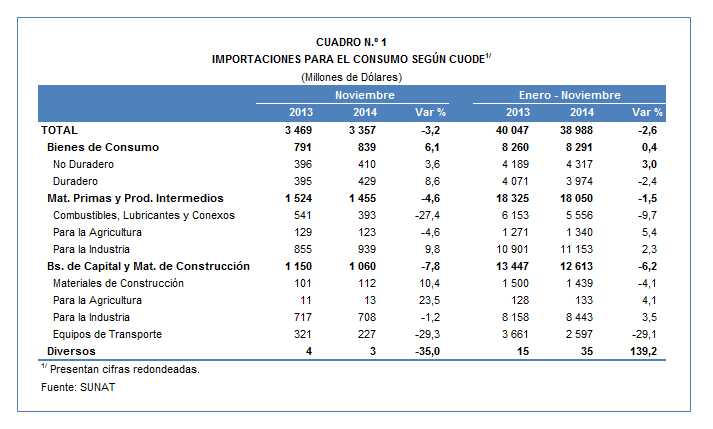 CUADRO N.º 1
IMPORTACIONES PARA EL CONSUMO SEGÚN CUODE1/
(Millones de Dólares)
Noviembre Enero - Noviembre
2013 2014 Var % 2013 2014 Var %
TOTAL 3 469 3 357 -3,2 40 047 38 988 -2,6
Bienes de Consumo 791 839 6,1 8 260 8 291 0,4
No Duradero 396 410 3,6 4 189 4 317 3,0
Duradero 395 429 8,6 4 071 3 974 -2,4
Mat. Primas y Prod. Intermedios 1 524 1 455 -4,6 18 325 18 050 -1,5
Combustibles, Lubricantes y Conexos 541 393 -27,4 6 153 5 556 -9,7
Para la Agricultura 129 123 -4,6 1 271 1 340 5,4
Para la Industria 855 939 9,8 10 901 11 153 2,3
Bs. de Capital y Mat. de Construcción 1 150 1 060 -7,8 13 447 12 613 -6,2
Materiales de Construcción 101 112 10,4 1 500 1 439 -4,1
Para la Agricultura 11 13 23,5 128 133 4,1
Para la Industria 717 708 -1,2 8 158 8 443 3,5
Equipos de Transporte 321 227 -29,3 3 661 2 597 -29,1
Diversos 4 3 -35,0 15 35 139,2
1/ Presentan cifras redondeadas.
Fuente: SUNAT